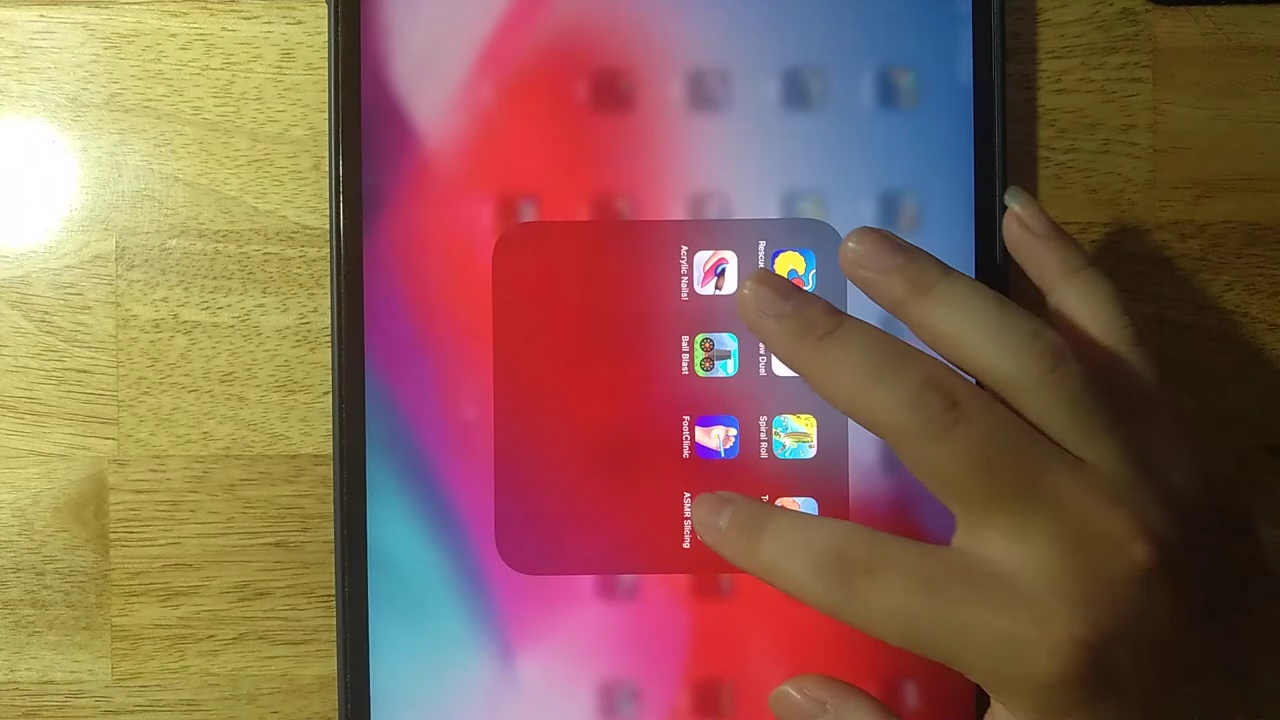 Spiral Roll
Acrylic Nails!
Ball Blast
FootClinic
ASMR Slicing